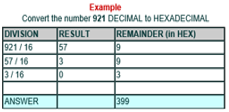 Example
Convert the number 921 DECIMAL to HEXADECIMAL
DIVISION RESULT REMAINDER (in HEX)
921 / 16 57 9
57 / 16 3 9
3 / 16 0 3
ANSWER 399